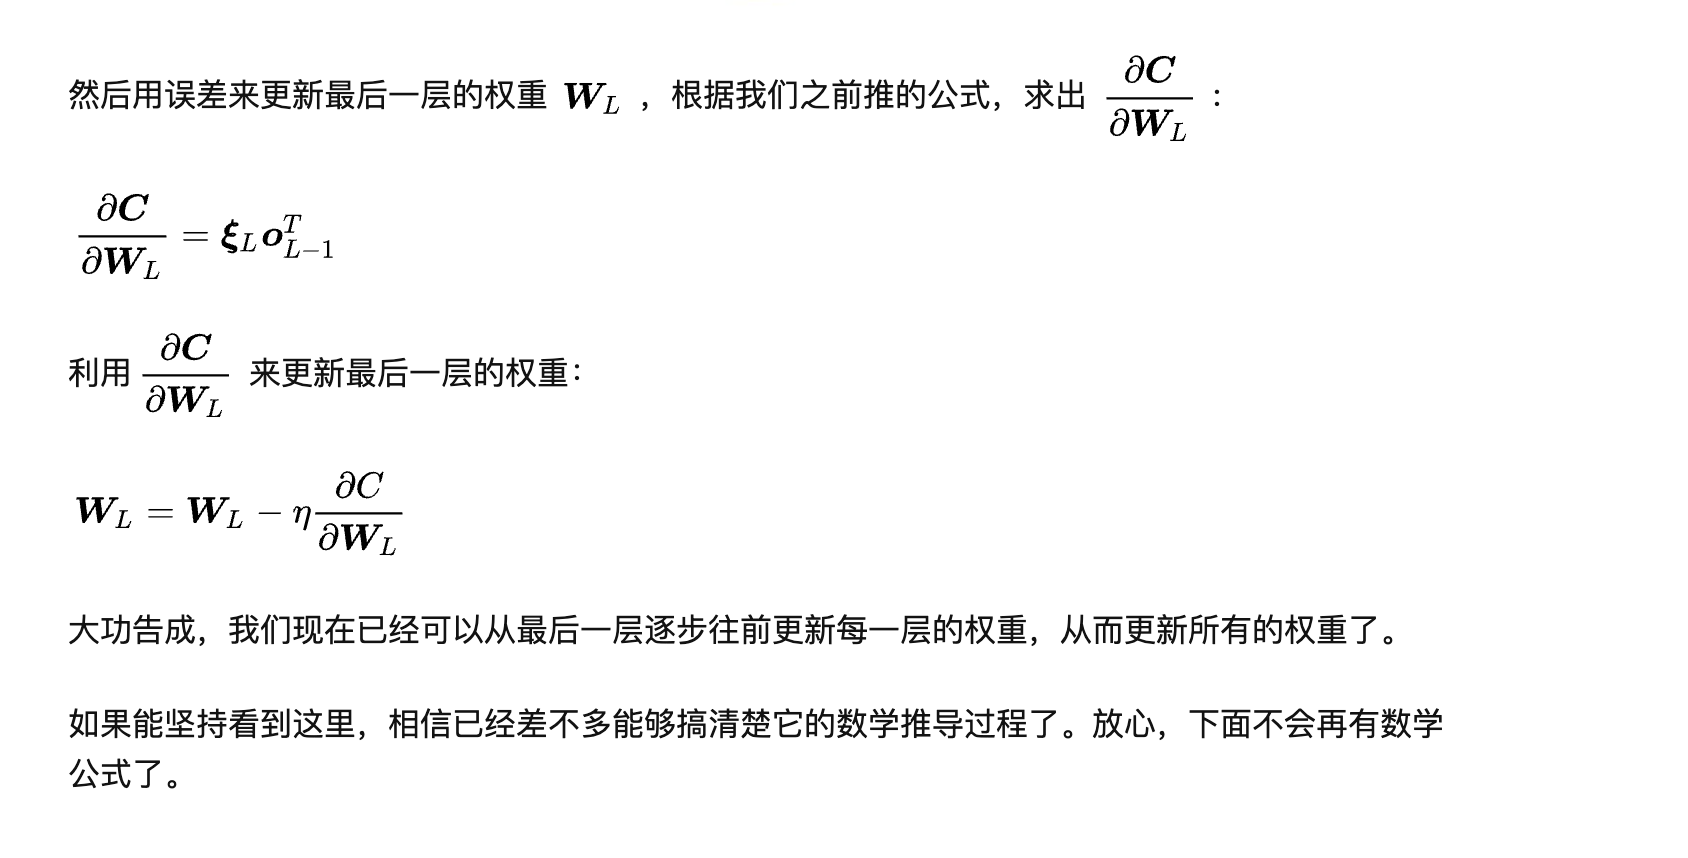 然后用误差来更新最后一层的权重 $\boldsymbol{W}_L$ ，根据我们之前推的公式，求出 $\frac{\partial \boldsymbol{C}}{\partial \boldsymbol{W}_L}$ ：
$\frac{\partial \boldsymbol{C}}{\partial \boldsymbol{W}_L} = \boldsymbol{\xi}_L \boldsymbol{o}_{L-1}^T$
利用 $\frac{\partial \boldsymbol{C}}{\partial \boldsymbol{W}_L}$ 来更新最后一层的权重：
$\boldsymbol{W}_L = \boldsymbol{W}_L - \eta \frac{\partial C}{\partial \boldsymbol{W}_L}$
大功告成，我们现在已经可以从最后一层逐步往前更新每一层的权重，从而更新所有的权重了。
如果能坚持看到这里，相信已经差不多能够搞清楚它的数学推导过程了。放心，下面不会再有数学
公式了。